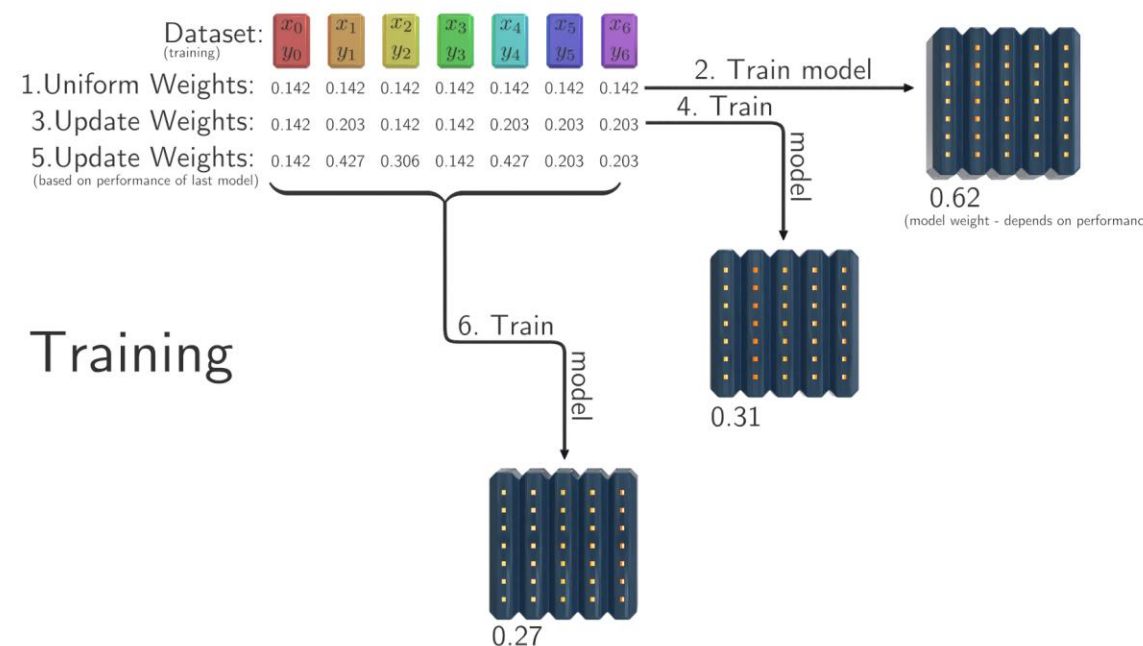 Dataset:
(training)
x0 x1 x2 x3 x4 x5 x6
y0 y1 y2 y3 y4 y5 y6
1.Uniform Weights: 0.142 0.142 0.142 0.142 0.142 0.142 0.142
2. Train model
3.Update Weights: 0.142 0.203 0.142 0.142 0.203 0.203 0.203
4. Train
model
5.Update Weights: 0.142 0.427 0.306 0.142 0.427 0.203 0.203
(based on performance of last model)
0.62
(model weight - depends on performanc
6. Train
model
Training
0.31
0.27